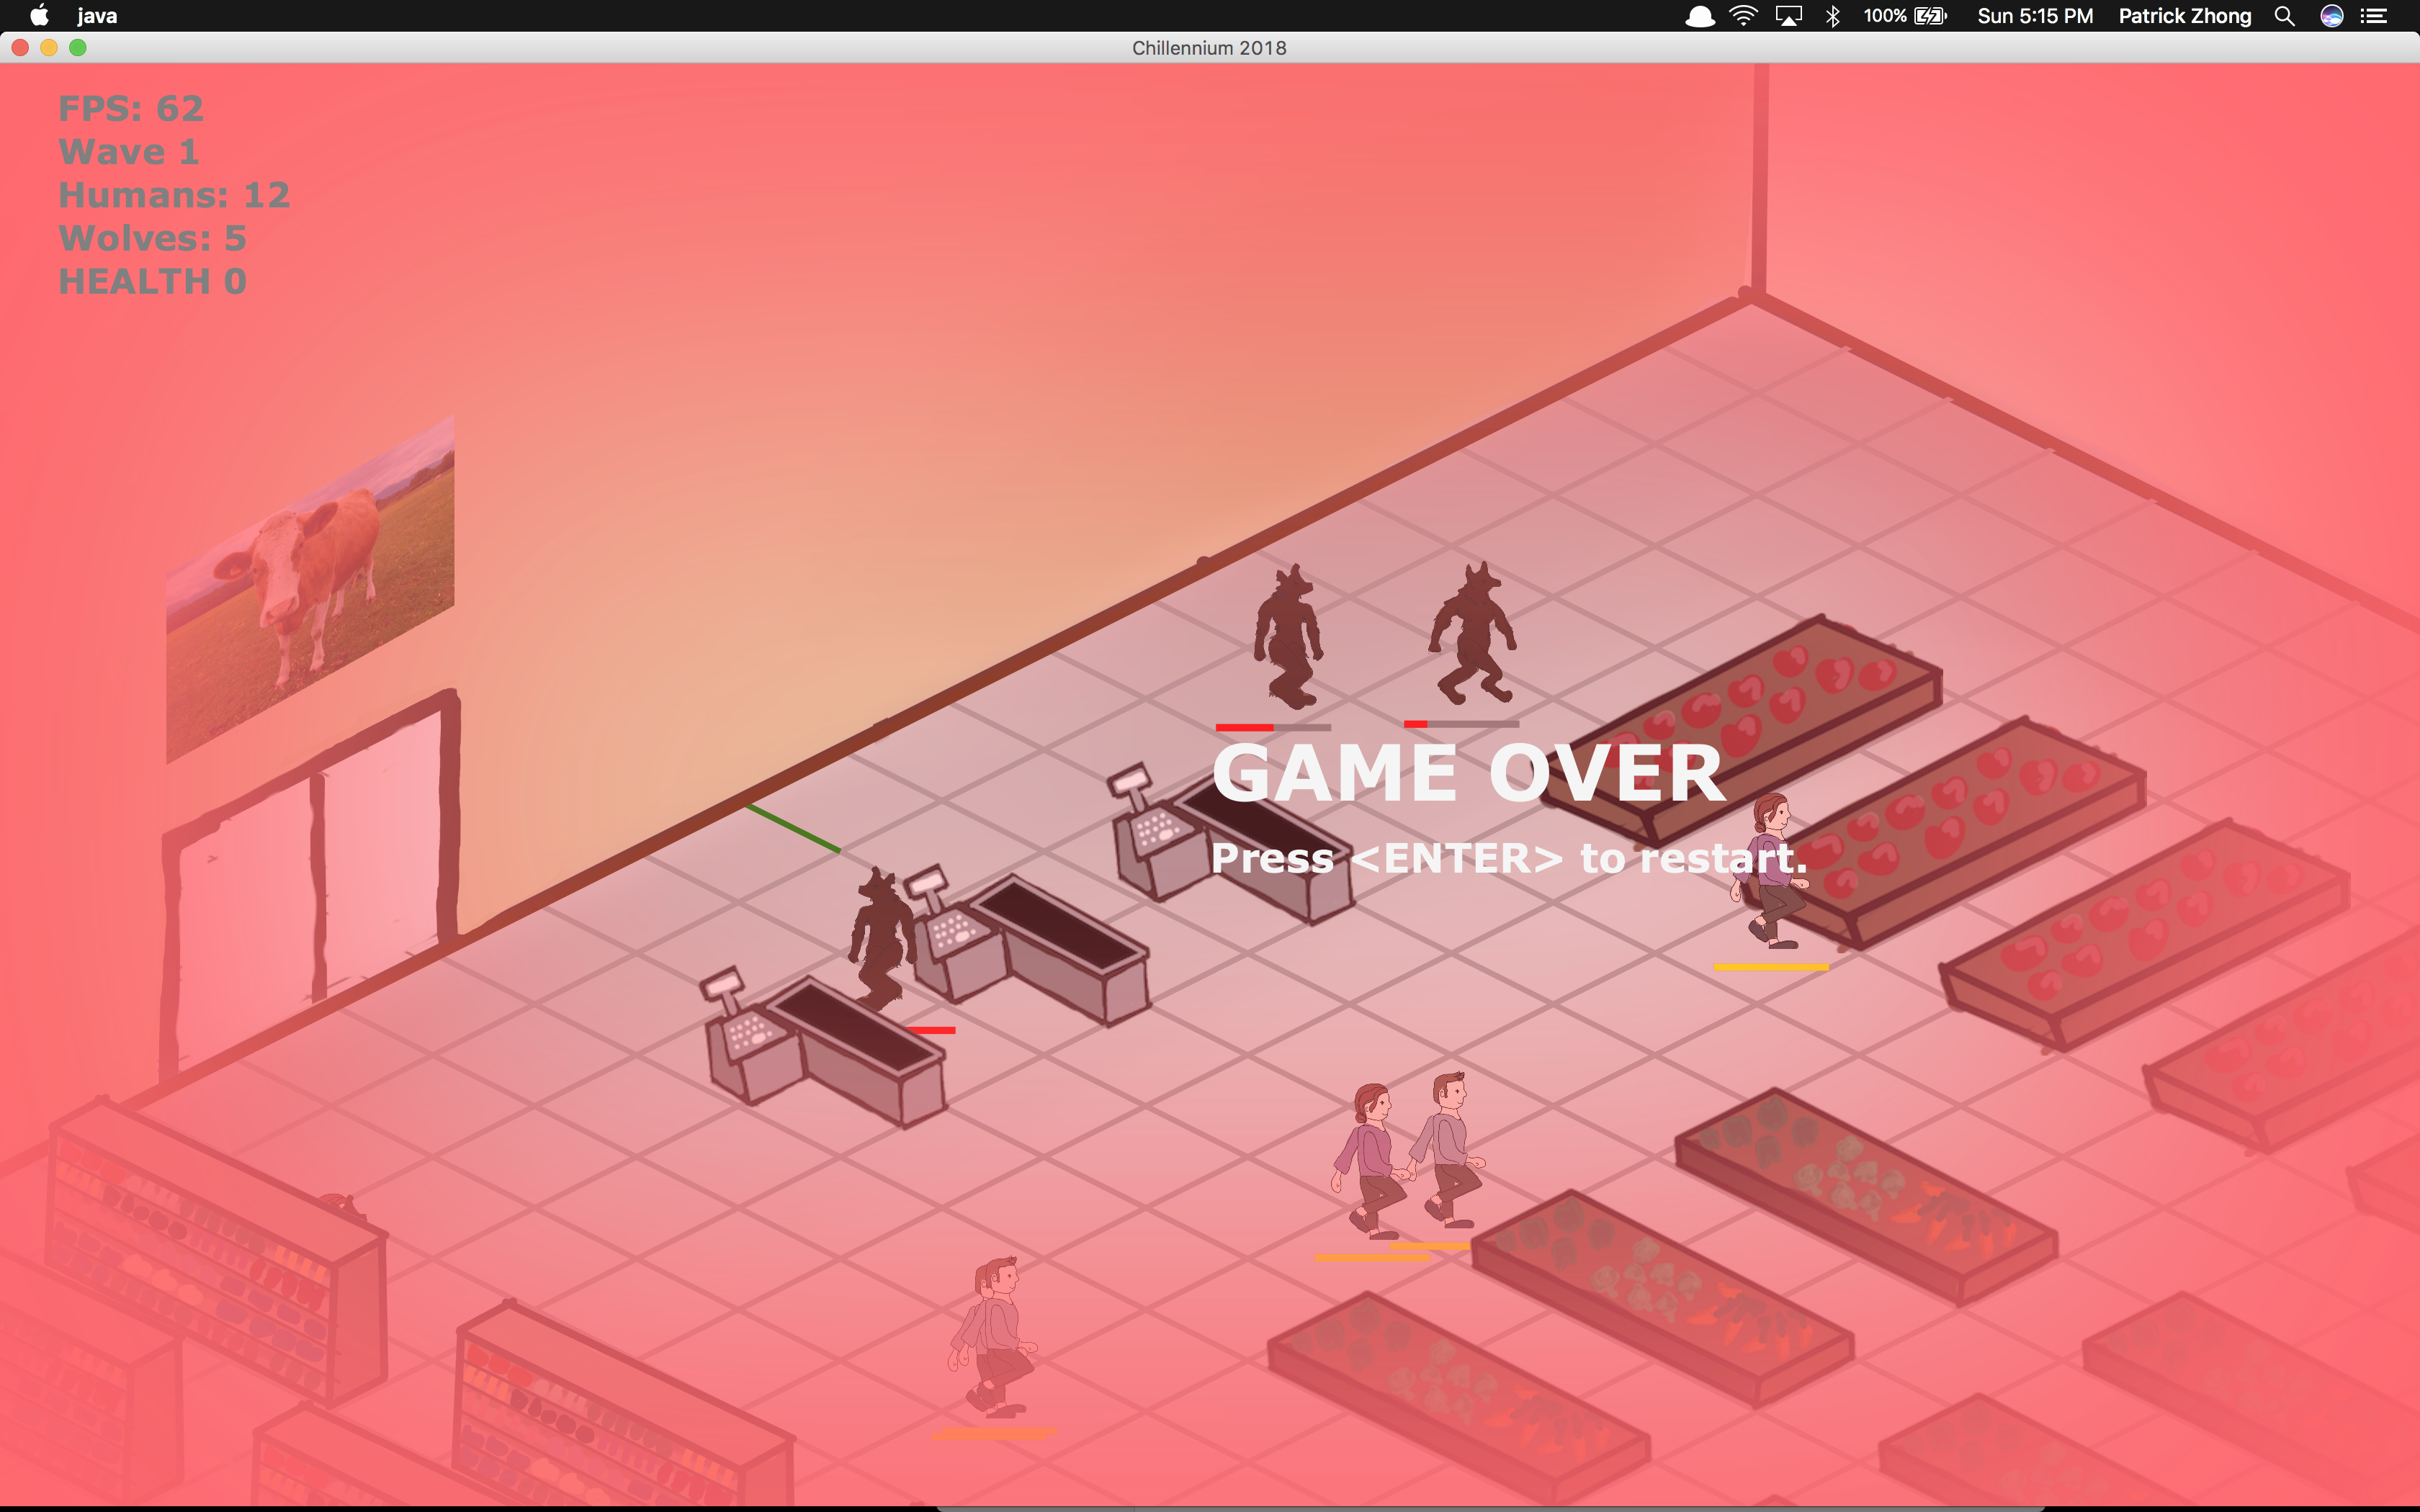 java
100%
Sun 5:15 PM
Patrick Zhong
Chillennium 2018
FPS: 62
Wave 1
Humans: 12
Wolves: 5
HEALTH 0
GAME OVER
Press <ENTER> to restart.